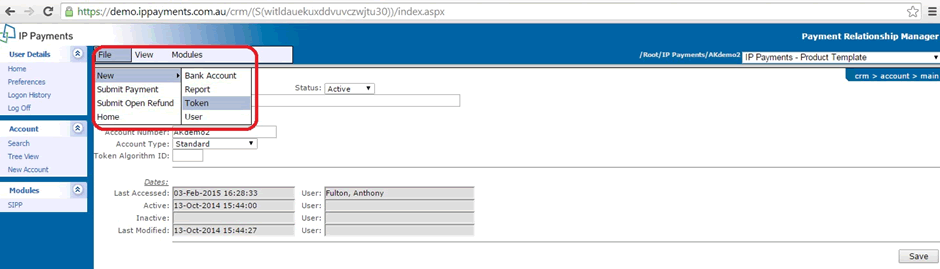 https://demo.ippayments.com.au/crm/(S(witldauekuxddvuvczwjtu30))/index.aspx
IP Payments
Payment Relationship Manager
User Details
File View Modules
/Root/IP Payments/AKdemo2 IP Payments - Product Template
Home
Preferences
Logon History
Log Off
New
Submit Payment
Submit Open Refund
Home
Bank Account
Report
Token
User
crm > account > main
Status: Active
Account
Search
Tree View
New Account
Account Number: AKdemo2
Account Type: Standard
Token Algorithm ID:
Modules
SIPP
Dates:
Last Accessed: 03-Feb-2015 16:28:33 User: Fulton, Anthony
Active: 13-Oct-2014 15:44:00 User:
Inactive: User:
Last Modified: 13-Oct-2014 15:44:27 User:
Save